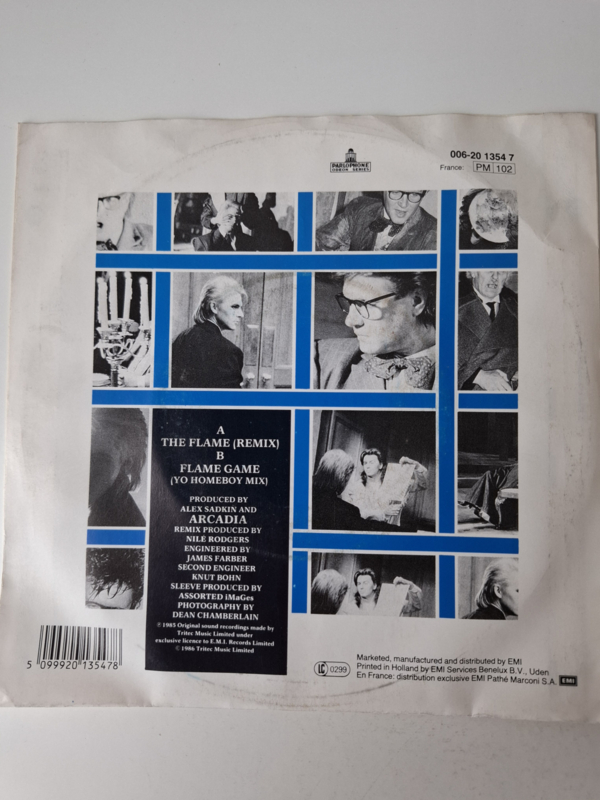 PARLOPHONE
ODEON SERIES
006-20 1354 7
France: PM 102
A
THE FLAME (REMIX)
B
FLAME GAME
(YO HOMEBOY MIX)
PRODUCED BY
ALEX SADKIN AND
ARCADIA
REMIX PRODUCED BY
NILE RODGERS
ENGINEERED BY
JAMES FARBER
SECOND ENGINEER
KNUT BOHN
SLEEVE PRODUCED BY
ASSORTED iMaGes
PHOTOGRAPHY BY
DEAN CHAMBERLAIN
℗ 1985 Original sound recordings made by
Tritec Music Limited under
exclusive licence to E.M.I. Records Limited
© 1986 Tritec Music Limited
5 099920 135478
LC 0299
Marketed, manufactured and distributed by EMI
Printed in Holland by EMI Services Benelux B.V., Uden
En France: distribution exclusive EMI Pathé Marconi S.A. EMI